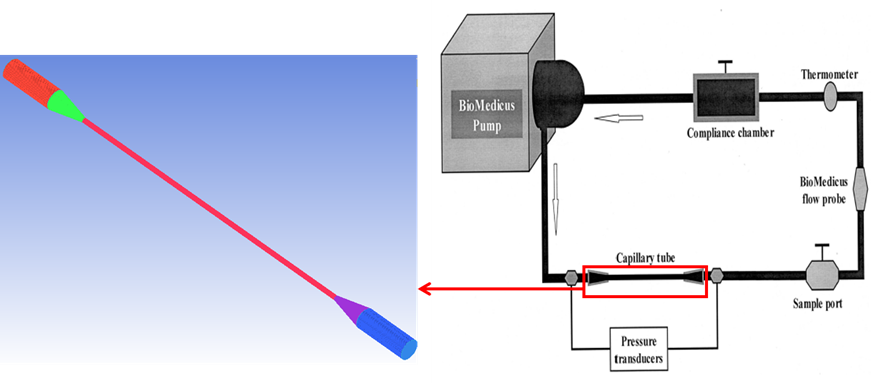 Thermometer
BioMedicus
Pump
Compliance chamber
BioMedicus
flow probe
Capillary tube
Sample port
Pressure
transducers